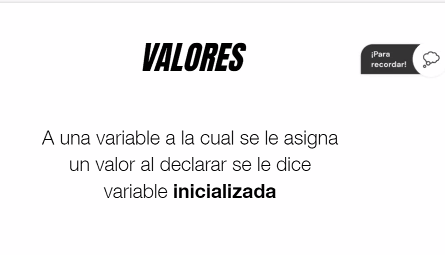 VALORES
¡Para
recordar!
A una variable a la cual se le asigna
un valor al declarar se le dice
variable inicializada